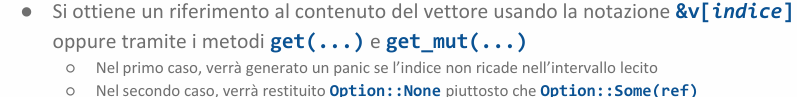 ● Si ottiene un riferimento al contenuto del vettore usando la notazione &v[indice]
oppure tramite i metodi get(...) e get_mut(...)
○ Nel primo caso, verrà generato un panic se l'indice non ricade nell'intervallo lecito
○ Nel secondo caso, verrà restituito Option::None piuttosto che Option::Some(ref)